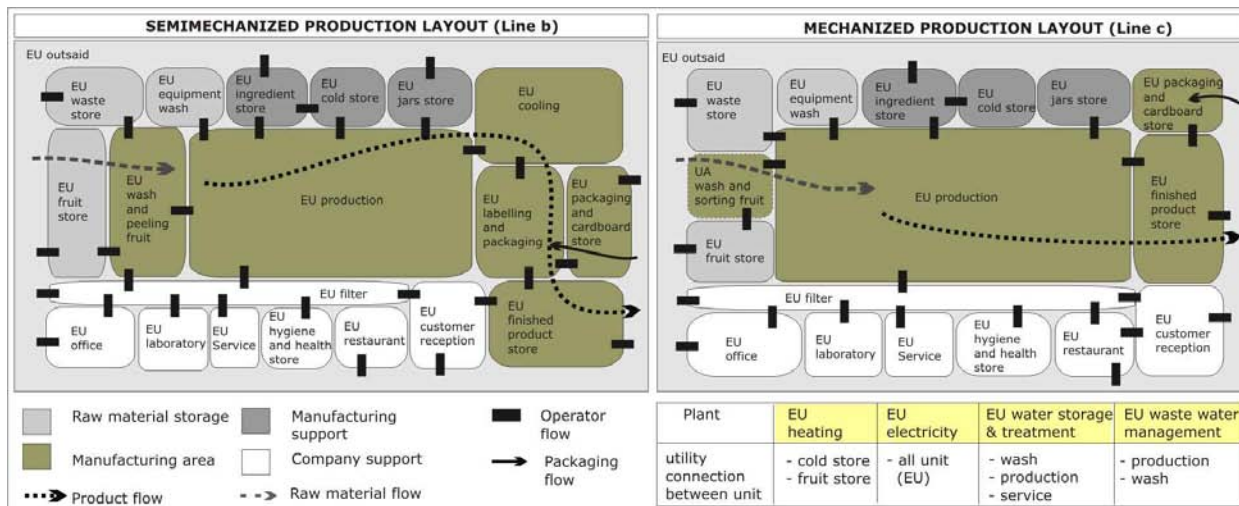 SEMIMECHANIZED PRODUCTION LAYOUT (Line b)
EU outsaid
EU
waste
store
EU
equipment
wash
EU
ingredient
store
EU
cold store
EU
jars store
EU
cooling
EU
fruit
store
EU
wash
and
peeling
fruit
EU production
EU
labelling
and
packaging
EU
packaging
and
cardboard
store
EU filter
EU
office
EU
laboratory
EU
Service
EU
hygiene
and health
store
EU
restaurant
EU
customer
reception
EU
finished
product
store
MECHANIZED PRODUCTION LAYOUT (Line c)
EU outsaid
EU
waste
store
EU
equipment
wash
EU
ingredient
store
EU
cold store
EU
jars store
EU packaging
and
cardboard
store
UA
wash and
sorting fruit
EU production
EU
finished
product
store
EU
fruit store
EU filter
EU
office
EU
laboratory
EU
Service
EU
hygiene
and health
store
EU
restaurant
EU
customer
reception
Raw material storage
Manufacturing
support
Operator
flow
Manufacturing area
Company support
Packaging
flow
Product flow
Raw material flow
Plant
EU
heating
EU
electricity
EU water storage
& treatment
EU waste water
management
utility
connection
between unit
- cold store
- fruit store
- all unit
(EU)
- wash
- production
- service
- production
- wash